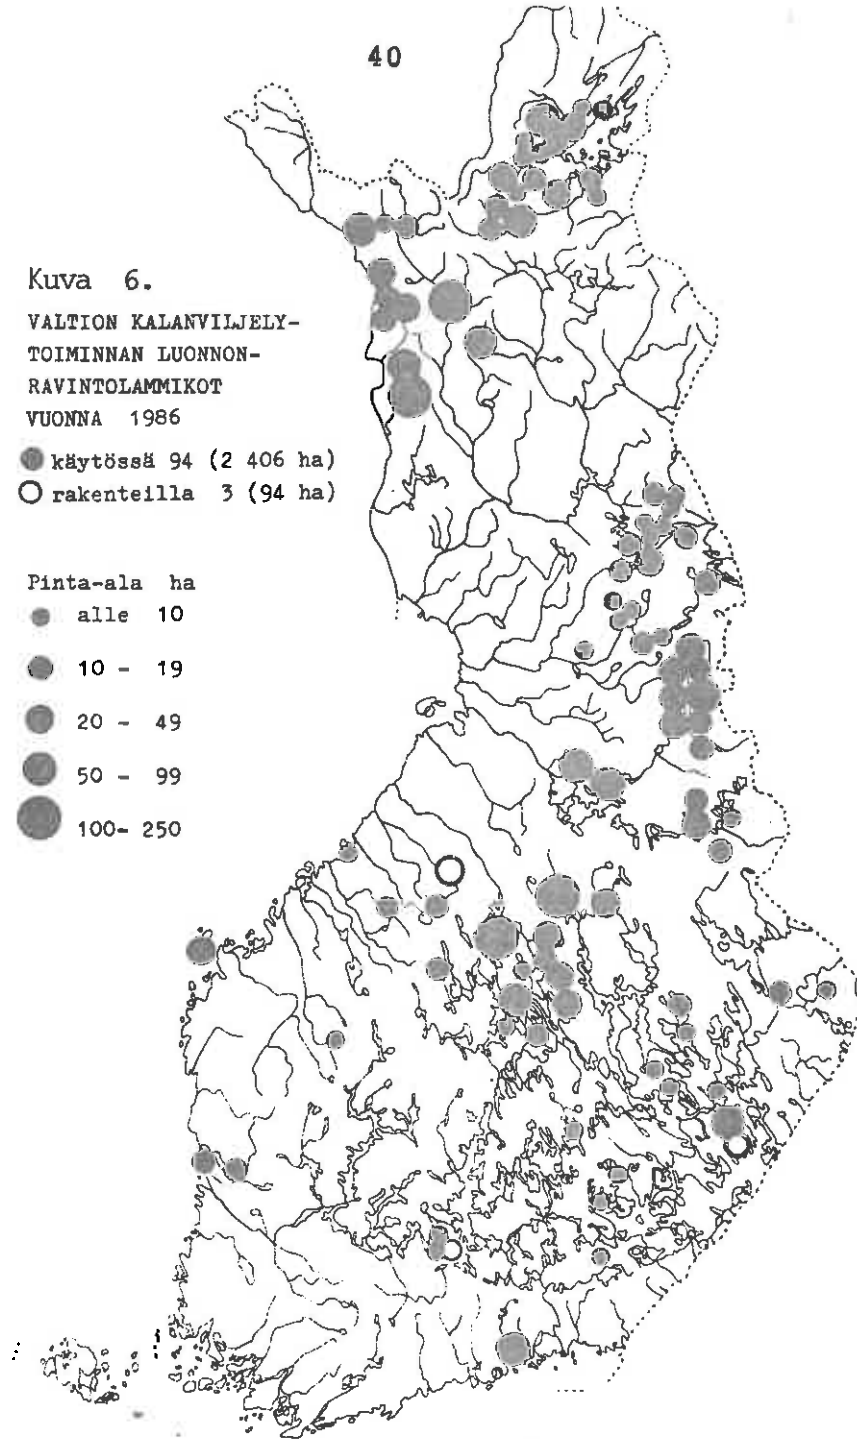 40
Kuva 6.
VALTION KALANVILJELY-
TOIMINNAN LUONNON-
RAVINTOLAMMIKOT
VUONNA 1986
käytössä 94 (2 406 ha)
rakenteilla 3 (94 ha)
Pinta-ala ha
alle 10
10 - 19
20 - 49
50 - 99
100- 250